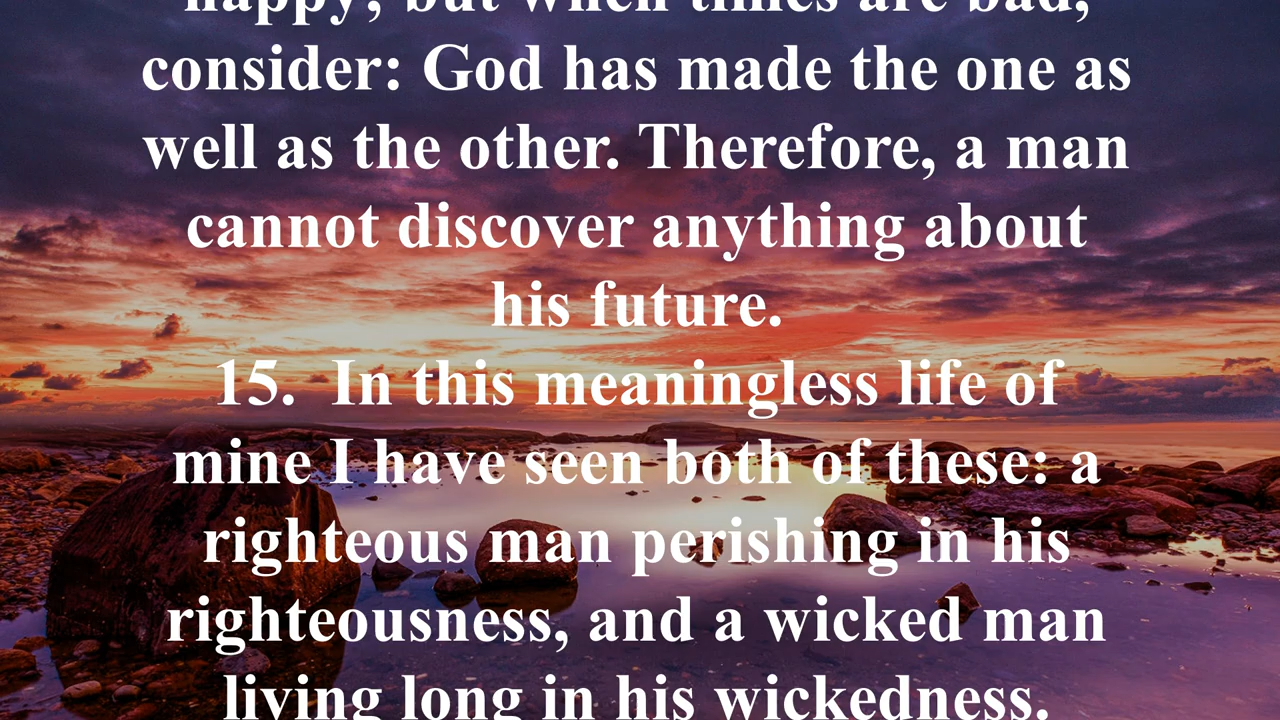 happy; but when times are bad,
consider: God has made the one as
well as the other. Therefore, a man
cannot discover anything about
his future.
15. In this meaningless life of
mine I have seen both of these: a
righteous man perishing in his
righteousness, and a wicked man
living long in his wickedness.